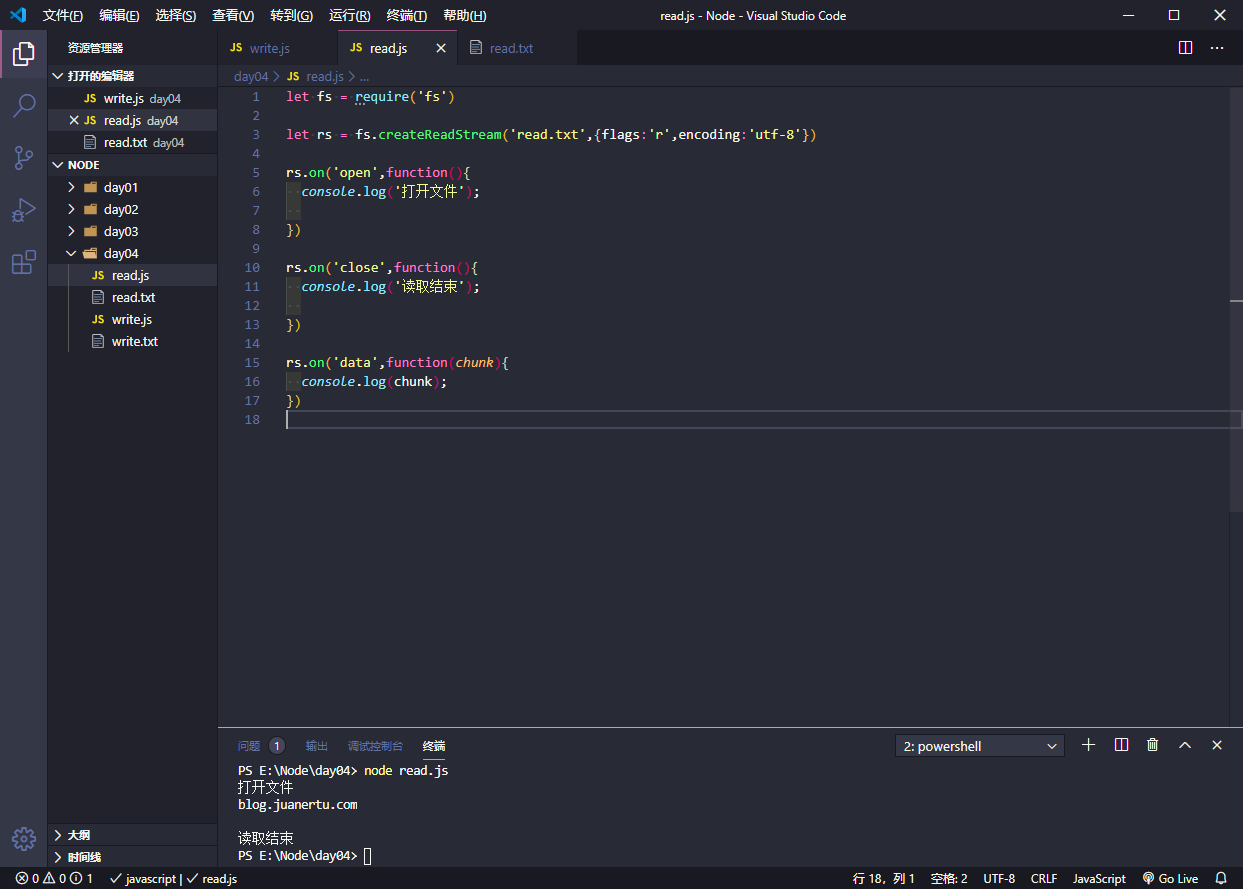 文件(F) 编辑(E) 选择(S) 查看(V) 转到(G) 运行(R) 终端(T) 帮助(H) read.js - Node - Visual Studio Code
资源管理器
JS write.js JS read.js read.txt
打开的编辑器
JS write.js day04
JS read.js day04
read.txt day04
NODE
day01
day02
day03
day04
JS read.js
read.txt
JS write.js
write.txt
大纲
时间线
day04 > JS read.js > ...
1 let fs = require('fs')
2
3 let rs = fs.createReadStream('read.txt',{flags:'r',encoding:'utf-8'})
4
5 rs.on('open',function(){
6 console.log('打开文件');
7
8 })
9
10 rs.on('close',function(){
11 console.log('读取结束');
12
13 })
14
15 rs.on('data',function(chunk){
16 console.log(chunk);
17 })
18
问题 1 输出 调试控制台 终端 2: powershell
PS E:\Node\day04> node read.js
打开文件
blog.juanertu.com
读取结束
PS E:\Node\day04>
0 0 1 javascript | read.js 行 18，列 1 空格: 2 UTF-8 CRLF JavaScript Go Live